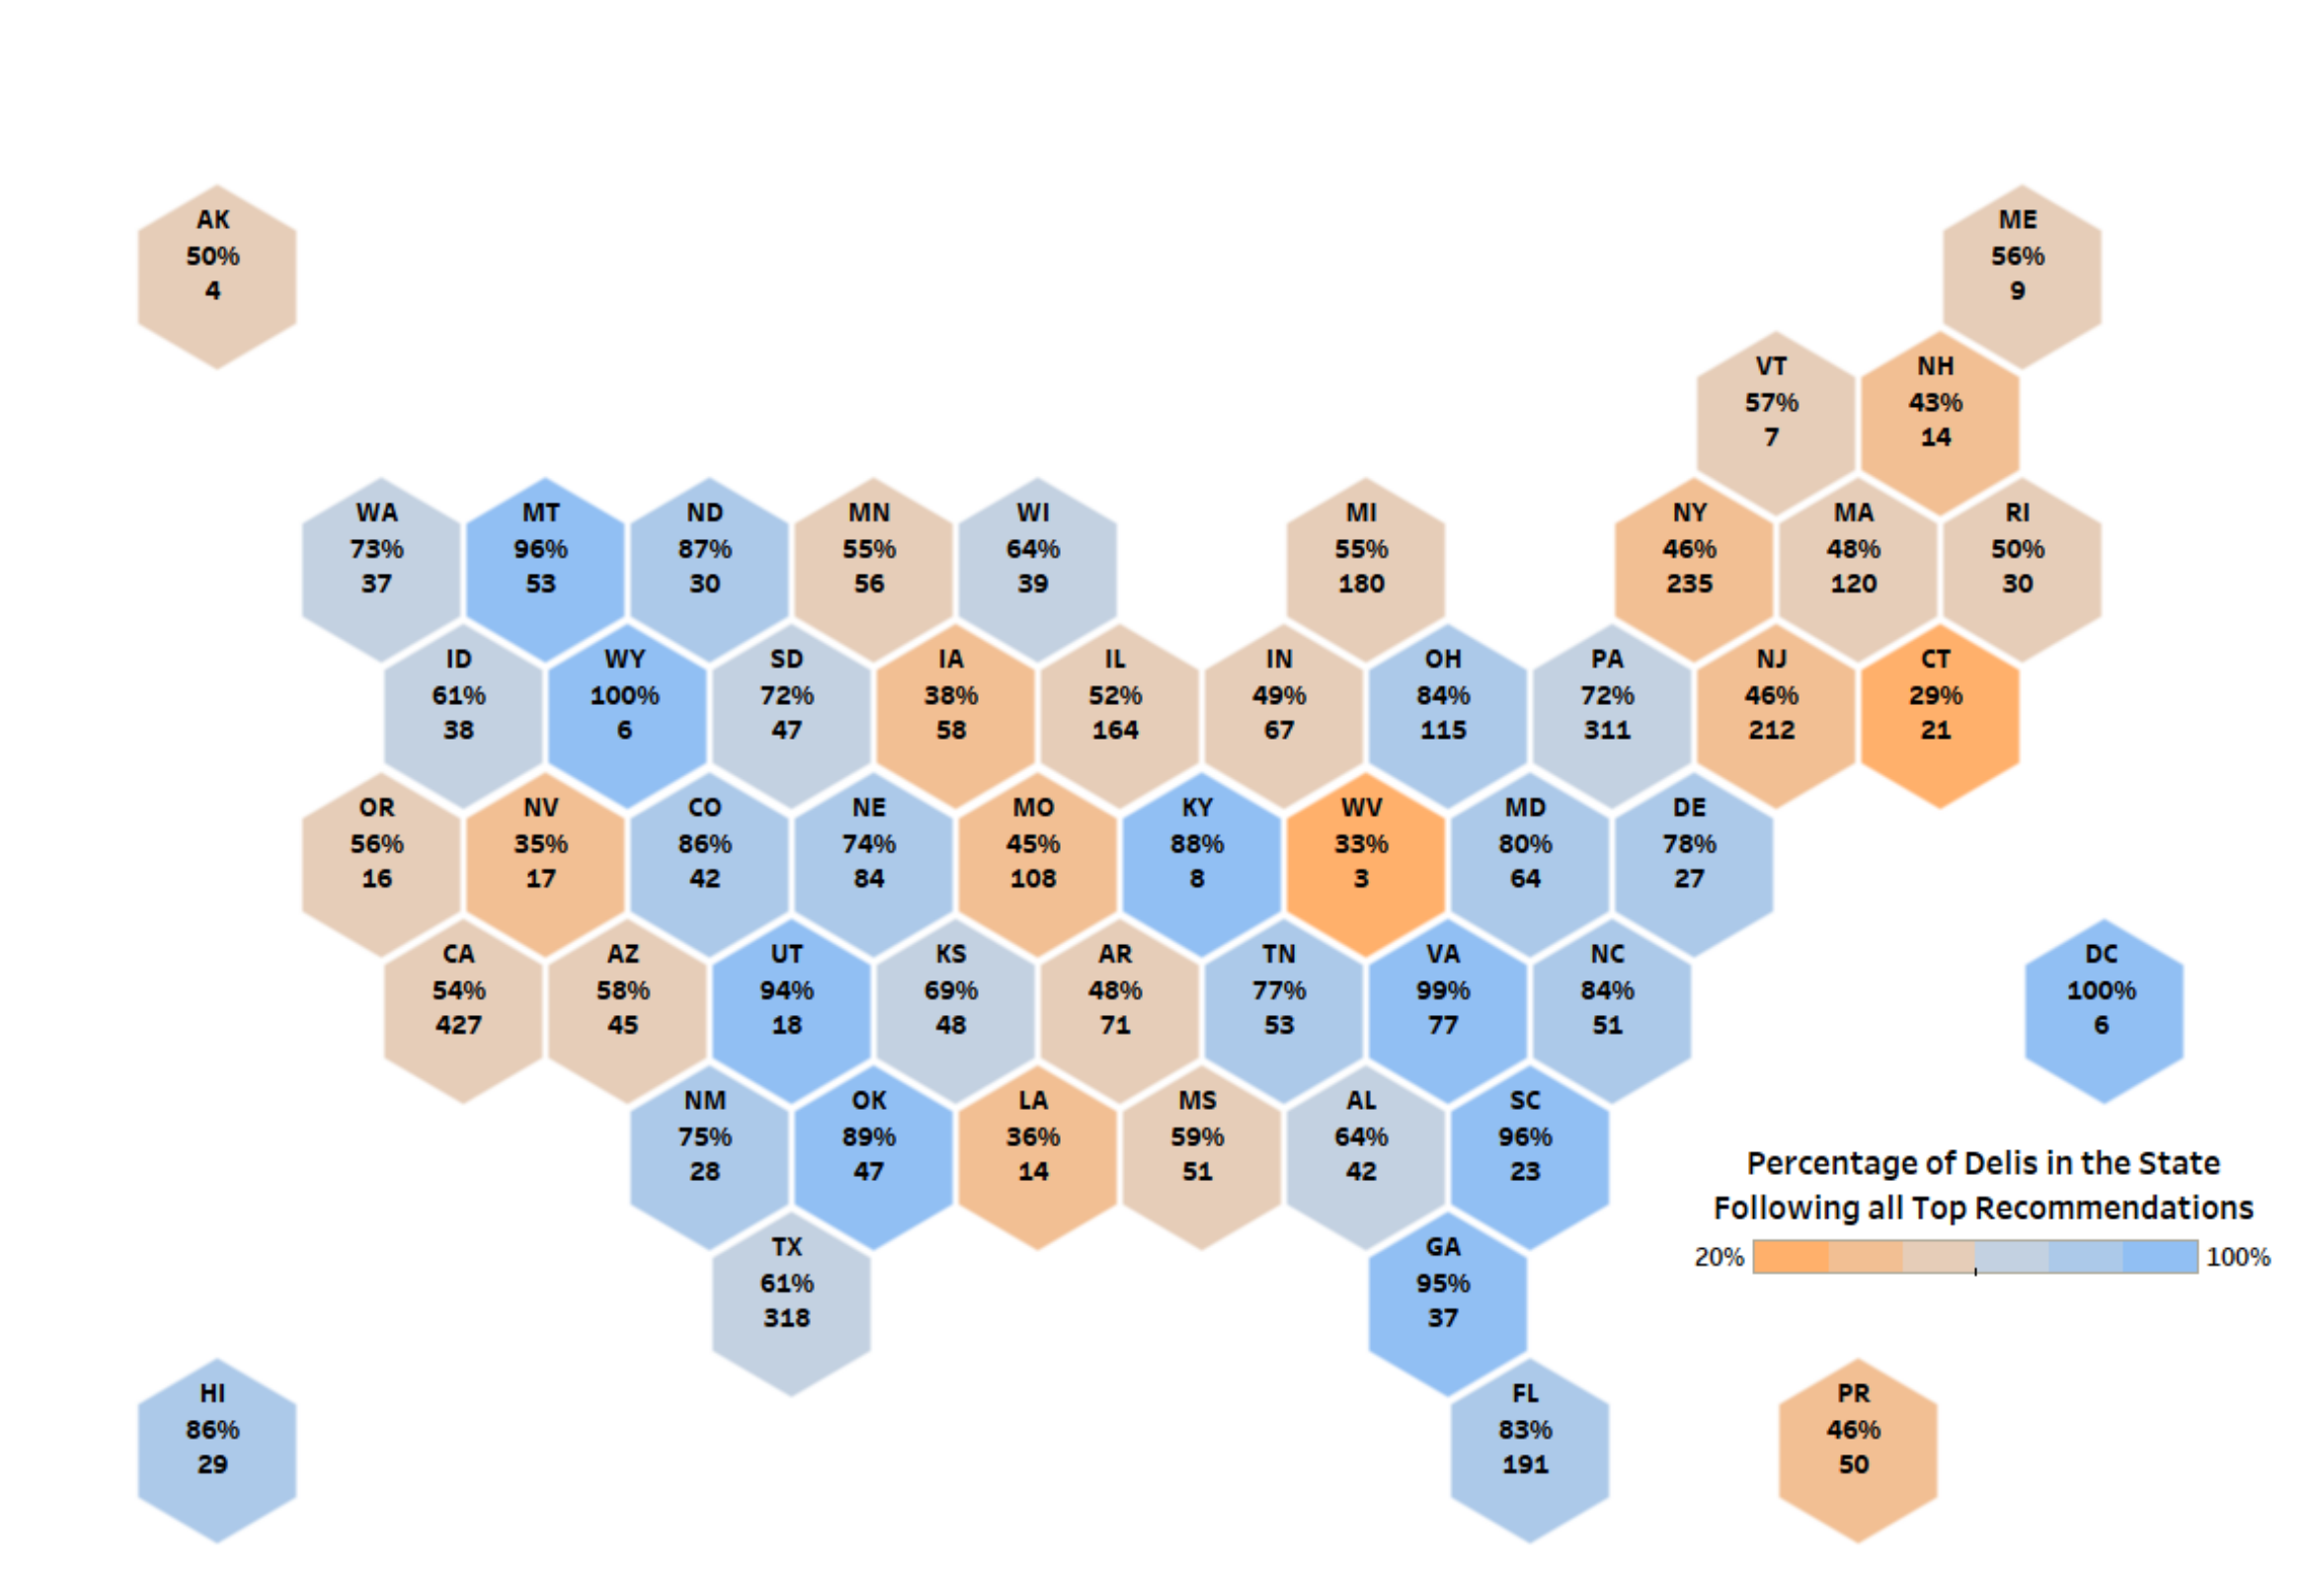 AK
50%
4
ME
56%
9
VT
57%
7
NH
43%
14
WA
73%
37
MT
96%
53
ND
87%
30
MN
55%
56
WI
64%
39
MI
55%
180
NY
46%
235
MA
48%
120
RI
50%
30
ID
61%
38
WY
100%
6
SD
72%
47
IA
38%
58
IL
52%
164
IN
49%
67
OH
84%
115
PA
72%
311
NJ
46%
212
CT
29%
21
OR
56%
16
NV
35%
17
CO
86%
42
NE
74%
84
MO
45%
108
KY
88%
8
WV
33%
3
MD
80%
64
DE
78%
27
CA
54%
427
AZ
58%
45
UT
94%
18
KS
69%
48
AR
48%
71
TN
77%
53
VA
99%
77
NC
84%
51
DC
100%
6
NM
75%
28
OK
89%
47
LA
36%
14
MS
59%
51
AL
64%
42
SC
96%
23
Percentage of Delis in the State
Following all Top Recommendations
20% 100%
TX
61%
318
GA
95%
37
HI
86%
29
FL
83%
191
PR
46%
50